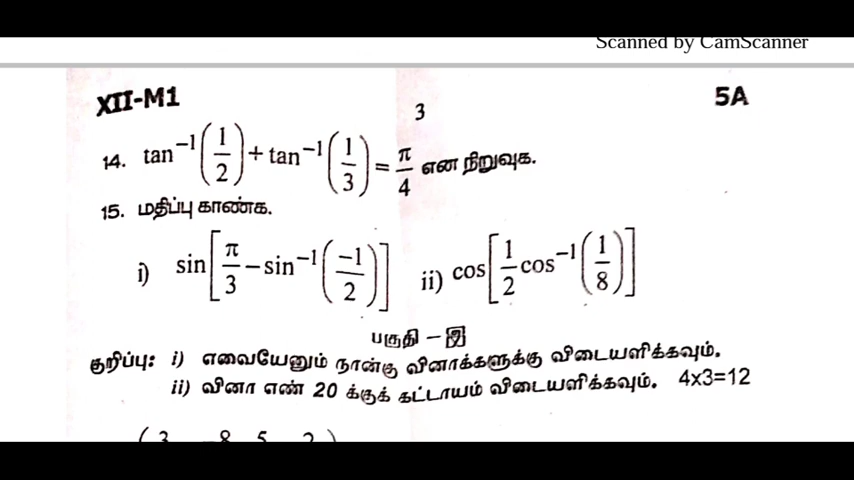 Scanned by CamScanner
XII-M1 3 5A
14. tan⁻¹(1/2) + tan⁻¹(1/3) = π/4 என நிறுவுக.
15. மதிப்பு காண்க.
i) sin[π/3 − sin⁻¹(−1/2)] ii) cos[1/2 cos⁻¹(1/8)]
பகுதி – இ
குறிப்பு: i) எவையேனும் நான்கு வினாக்களுக்கு விடையளிக்கவும்.
ii) வினா எண் 20 க்குக் கட்டாயம் விடையளிக்கவும். 4x3=12